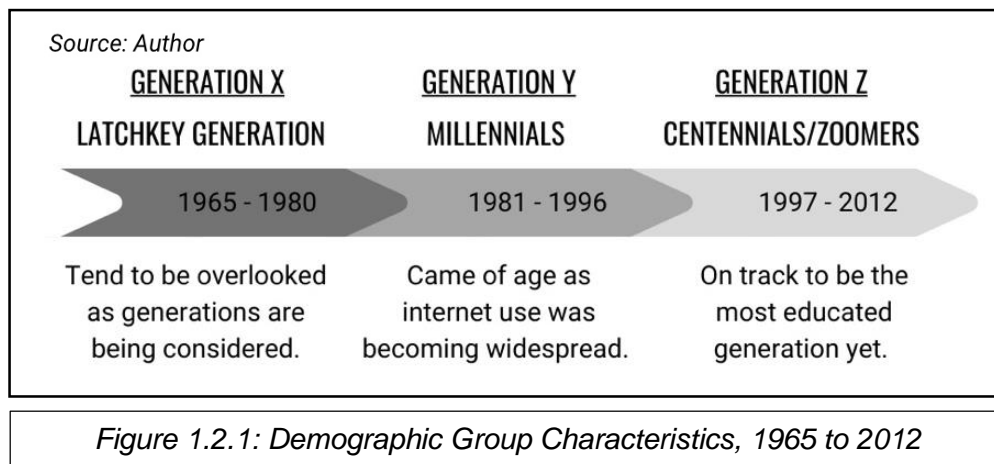 Source: Author
GENERATION X
LATCHKEY GENERATION
1965 - 1980
Tend to be overlooked
as generations are
being considered.
GENERATION Y
MILLENNIALS
1981 - 1996
Came of age as
internet use was
becoming widespread.
GENERATION Z
CENTENNIALS/ZOOMERS
1997 - 2012
On track to be the
most educated
generation yet.
Figure 1.2.1: Demographic Group Characteristics, 1965 to 2012